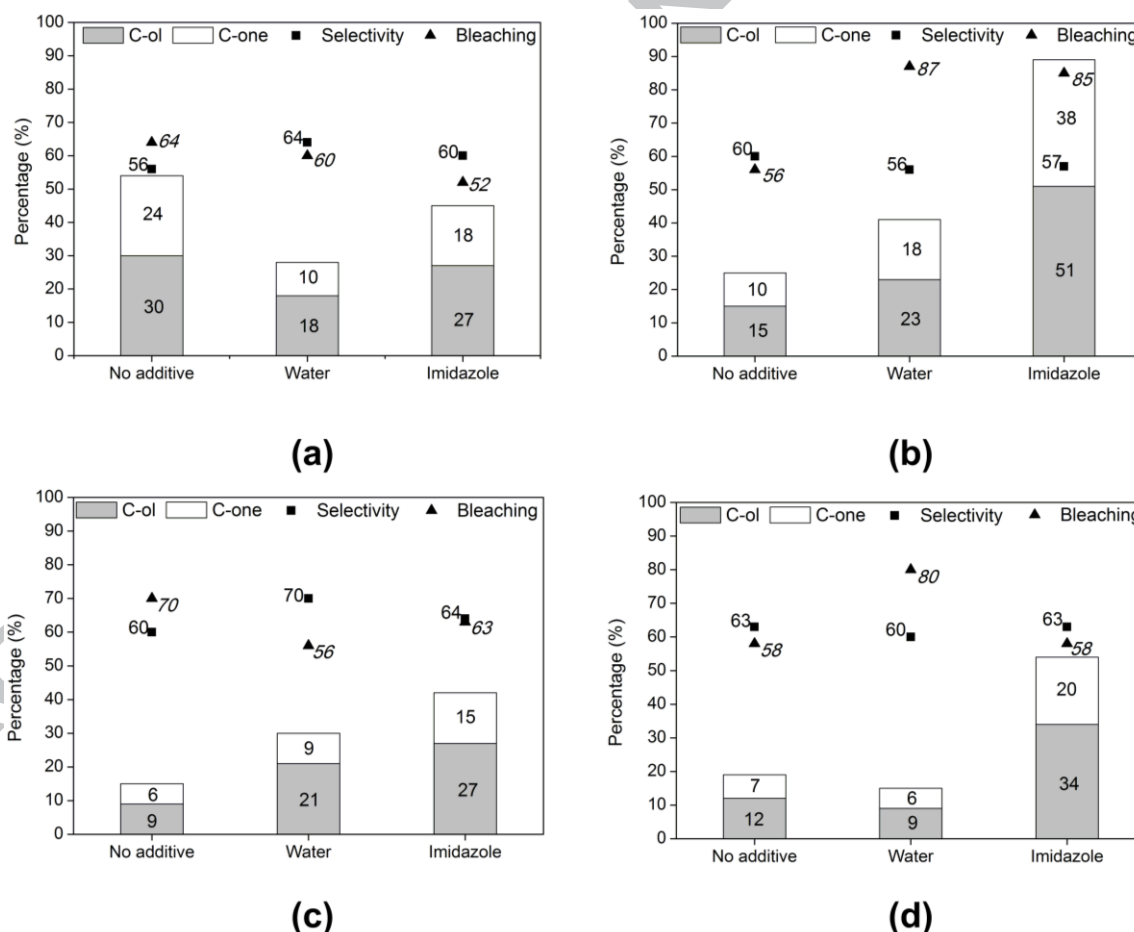 100
90
80
70
60
50
40
30
20
10
0
Percentage (%)
C-ol C-one Selectivity Bleaching
56 64 64 60 60 52
24 10 18
30 18 27
No additive Water Imidazole
(a)
100
90
80
70
60
50
40
30
20
10
0
Percentage (%)
C-ol C-one Selectivity Bleaching
60 56 87 56 85 57
10 18 38
15 23 51
No additive Water Imidazole
(b)
100
90
80
70
60
50
40
30
20
10
0
Percentage (%)
C-ol C-one Selectivity Bleaching
70 60 70 56 64 63
6 9 15
9 21 27
No additive Water Imidazole
(c)
100
90
80
70
60
50
40
30
20
10
0
Percentage (%)
C-ol C-one Selectivity Bleaching
63 58 80 60 63 58
7 6 20
12 9 34
No additive Water Imidazole
(d)